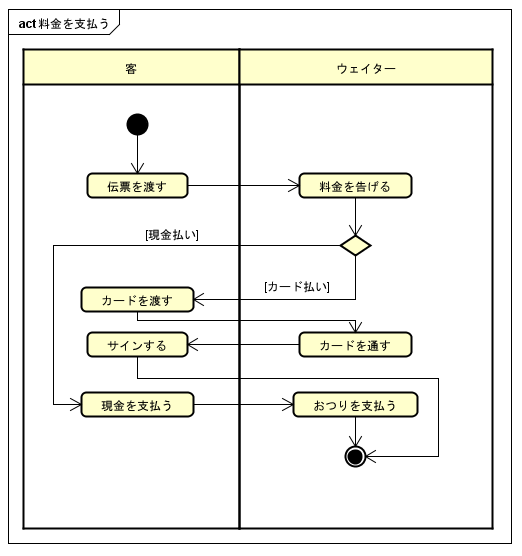 act 料金を支払う
客
ウェイター
伝票を渡す
料金を告げる
[現金払い]
[カード払い]
カードを渡す
サインする
カードを通す
現金を支払う
おつりを支払う